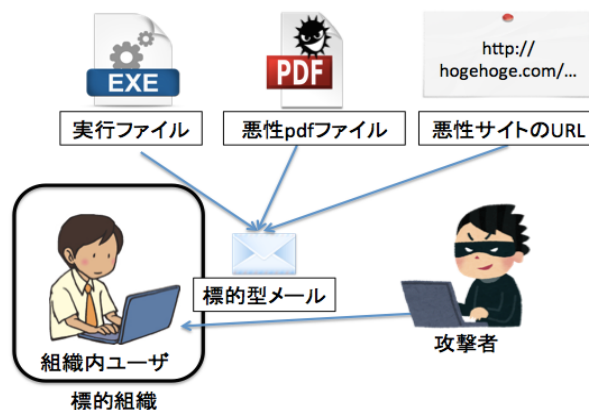 EXE
PDF
http://
hogehoge.com/...
実行ファイル
悪性pdfファイル
悪性サイトのURL
標的型メール
組織内ユーザ
攻撃者
標的組織